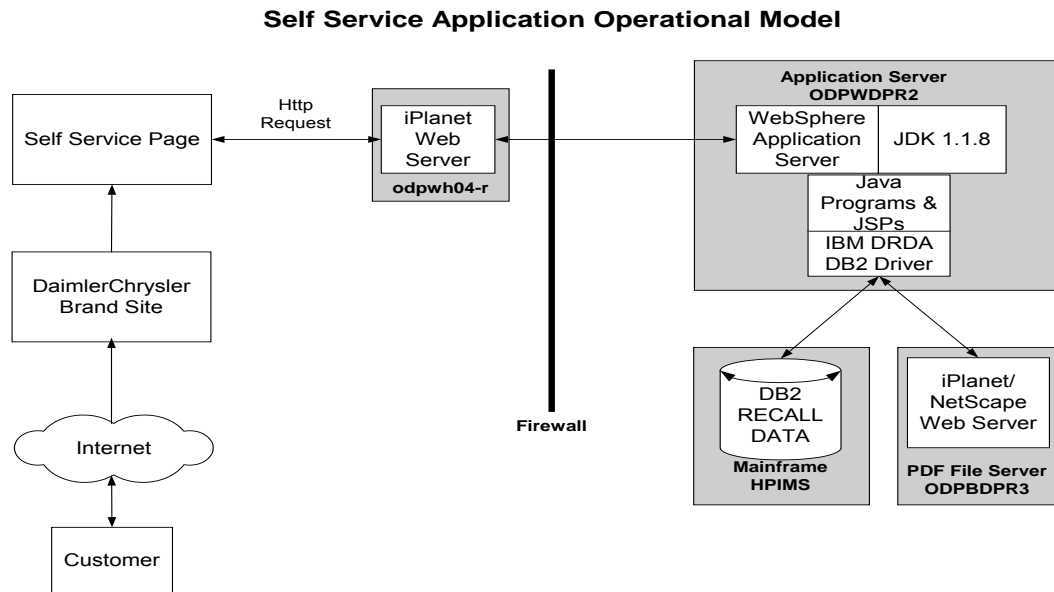 Self Service Application Operational Model
Self Service Page
Http
Request
iPlanet
Web
Server
odpwh04-r
Application Server
ODPWDPR2
WebSphere
Application
Server
JDK 1.1.8
Java
Programs &
JSPs
IBM DRDA
DB2 Driver
DaimlerChrysler
Brand Site
Internet
Customer
Firewall
DB2
RECALL
DATA
Mainframe
HPIMS
iPlanet/
NetScape
Web Server
PDF File Server
ODPBDPR3